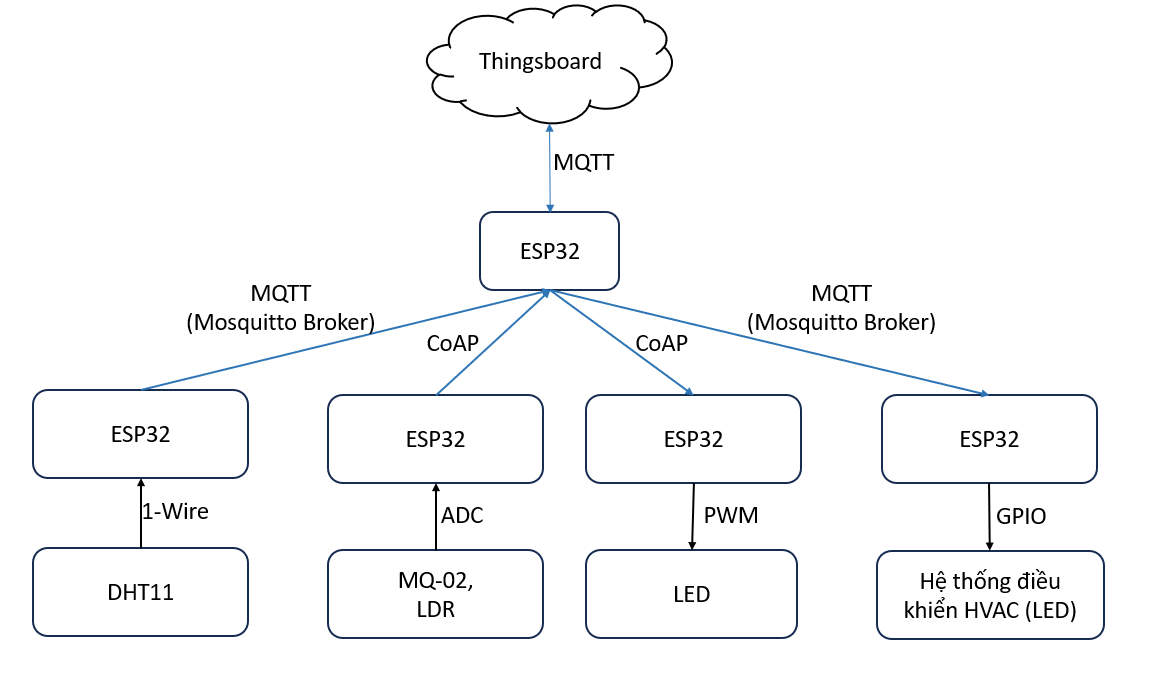 Thingsboard
MQTT
ESP32
MQTT
(Mosquitto Broker)
CoAP
CoAP
MQTT
(Mosquitto Broker)
ESP32
ESP32
ESP32
ESP32
1-Wire
ADC
PWM
GPIO
DHT11
MQ-02,
LDR
LED
Hệ thống điều
khiển HVAC (LED)